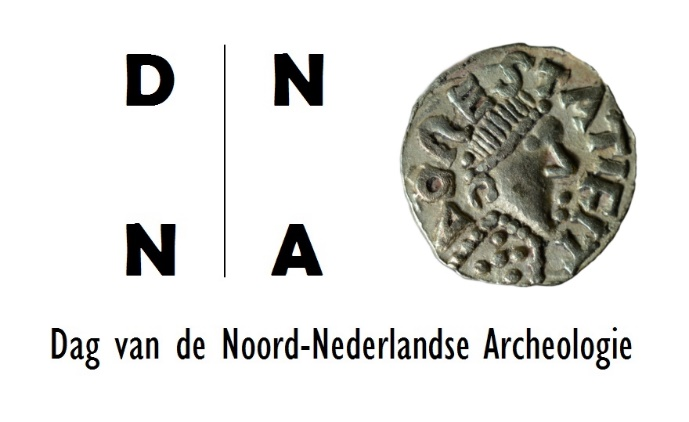 D N
N A
Dag van de Noord-Nederlandse Archeologie